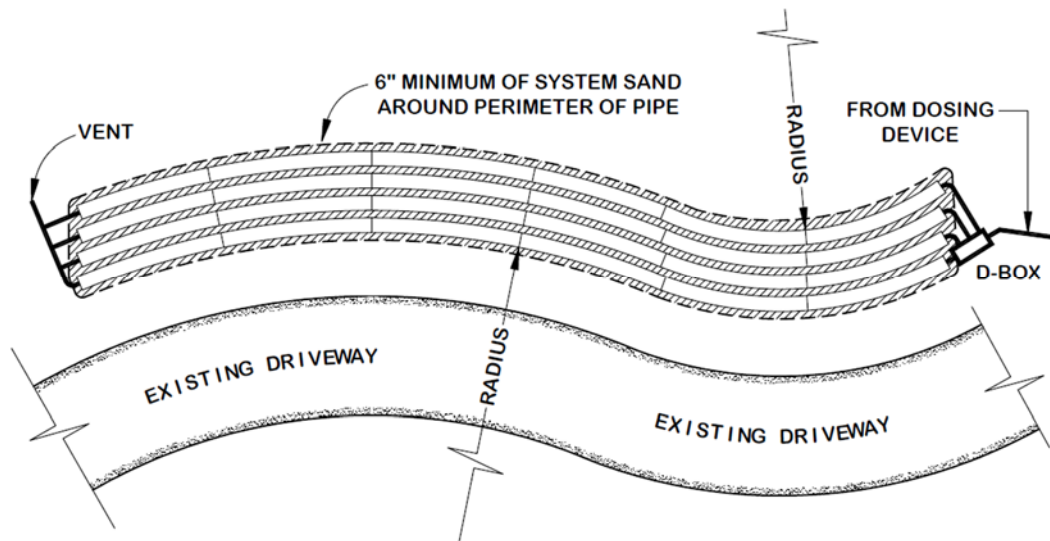 6" MINIMUM OF SYSTEM SAND
AROUND PERIMETER OF PIPE
VENT
RADIUS
FROM DOSING
DEVICE
D-BOX
RADIUS
EXISTING DRIVEWAY
EXISTING DRIVEWAY